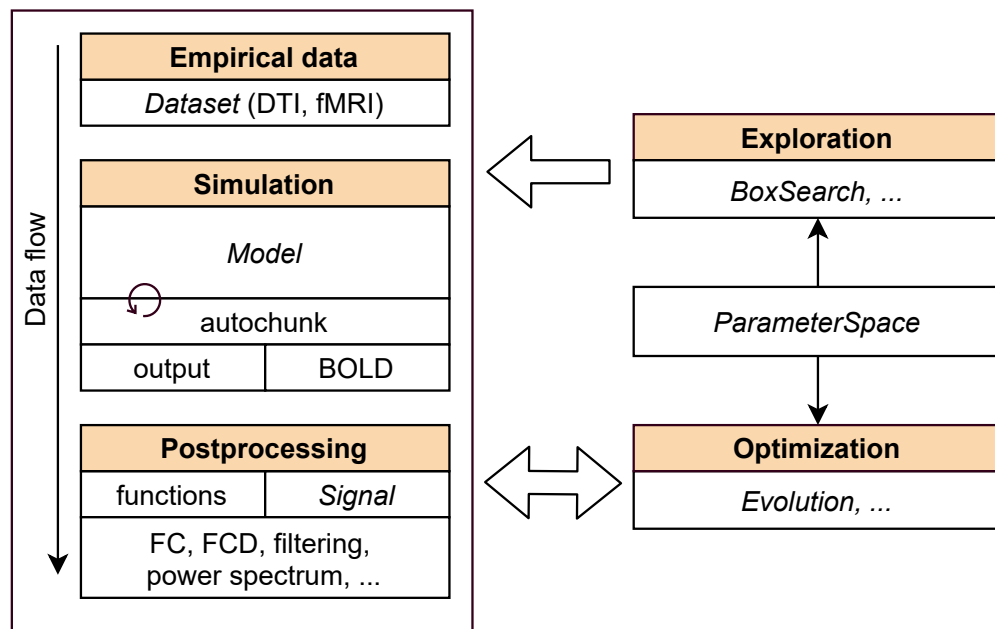 Data flow
Empirical data
Dataset (DTI, fMRI)
Simulation
Model
autochunk
output
BOLD
Postprocessing
functions
Signal
FC, FCD, filtering,
power spectrum, ...
Exploration
BoxSearch, ...
ParameterSpace
Optimization
Evolution, ...